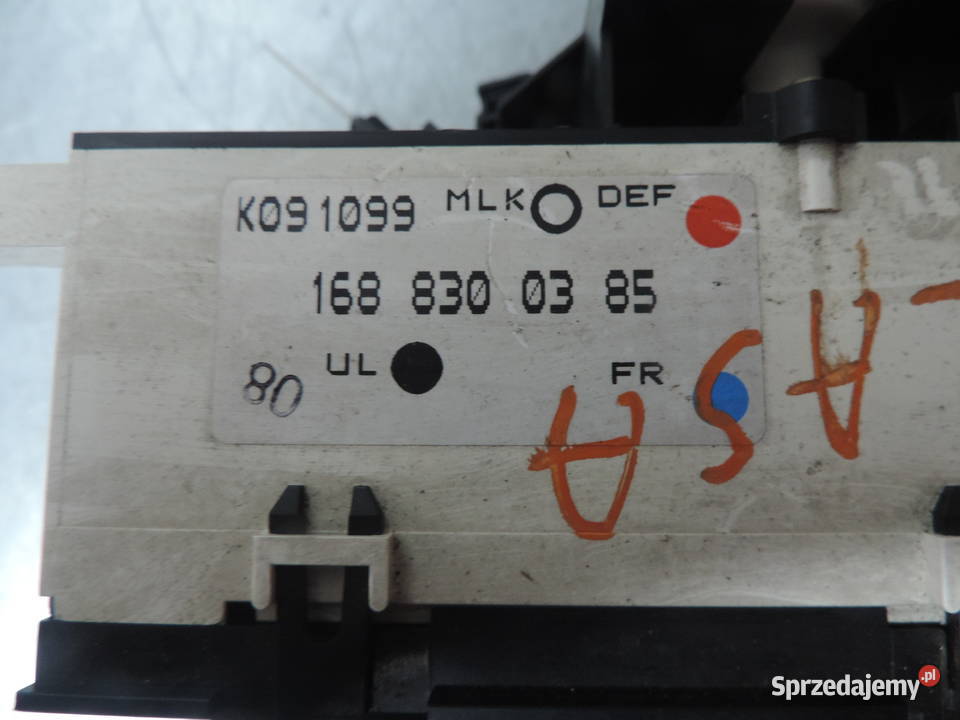 K091099 MLK DEF
168 830 03 85
UL FR
80
A S A -
Sprzedajemy.pl